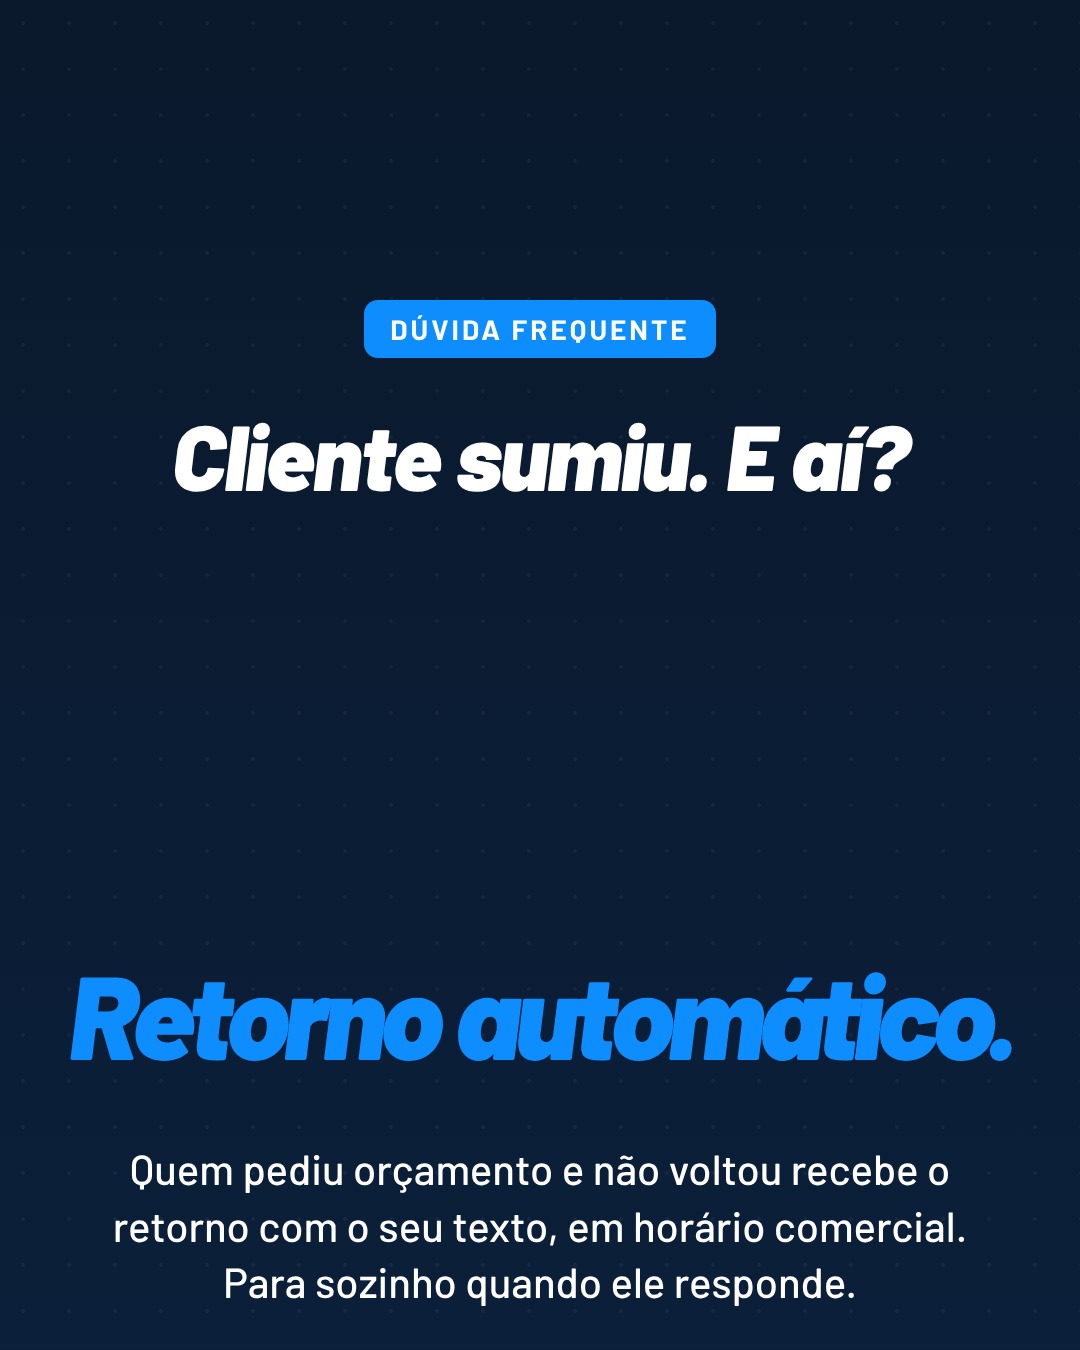 DÚVIDA FREQUENTE
Cliente sumiu. E aí?
Retorno automático.
Quem pediu orçamento e não voltou recebe o
retorno com o seu texto, em horário comercial.
Para sozinho quando ele responde.